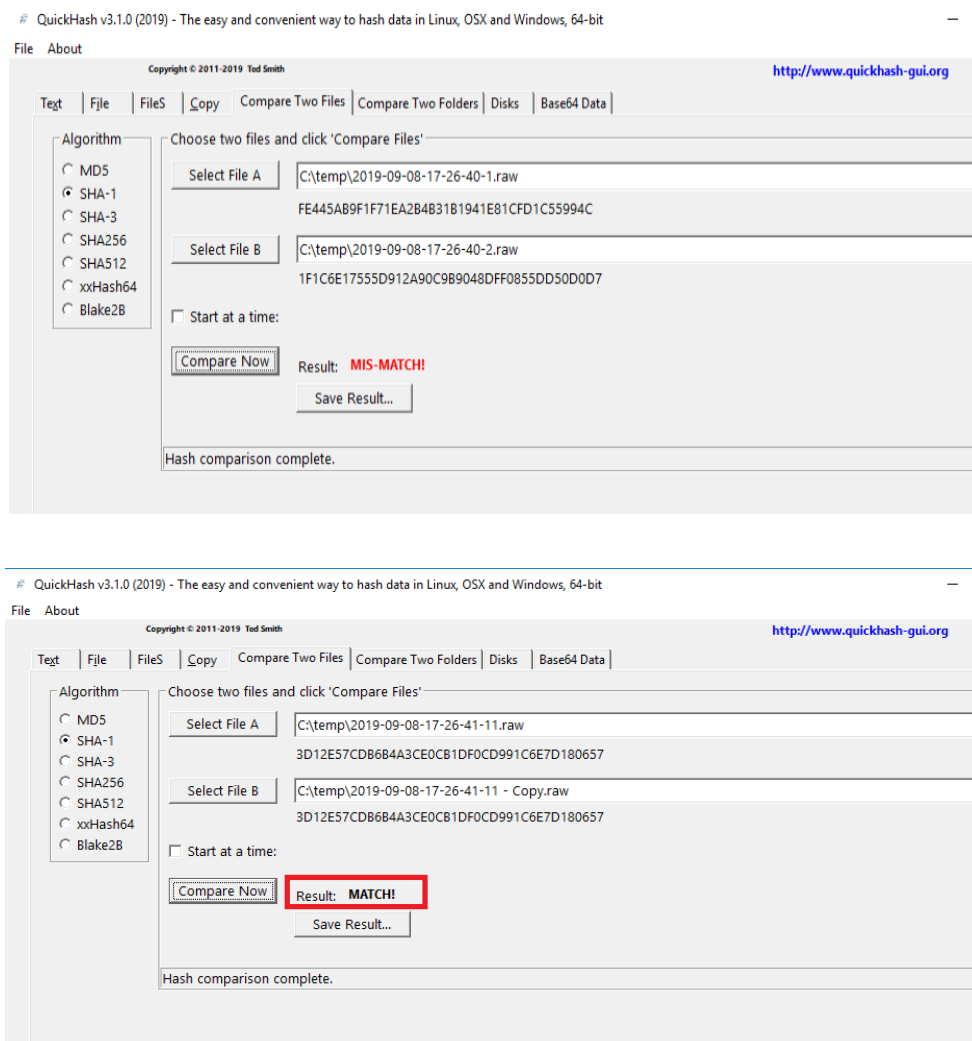 QuickHash v3.1.0 (2019) - The easy and convenient way to hash data in Linux, OSX and Windows, 64-bit
File About
Copyright © 2011-2019 Ted Smith http://www.quickhash-gui.org
Text File FileS Copy Compare Two Files Compare Two Folders Disks Base64 Data
Algorithm Choose two files and click 'Compare Files'
MD5 Select File A C:\temp\2019-09-08-17-26-40-1.raw
SHA-1
SHA-3 FE445AB9F1F71EA2B4B31B1941E81CFD1C55994C
SHA256 Select File B C:\temp\2019-09-08-17-26-40-2.raw
SHA512
xxHash64 1F1C6E17555D912A90C9B9048DFF0855DD50D0D7
Blake2B Start at a time:
Compare Now Result: MIS-MATCH!
Save Result...
Hash comparison complete.
QuickHash v3.1.0 (2019) - The easy and convenient way to hash data in Linux, OSX and Windows, 64-bit
File About
Copyright © 2011-2019 Ted Smith http://www.quickhash-gui.org
Text File FileS Copy Compare Two Files Compare Two Folders Disks Base64 Data
Algorithm Choose two files and click 'Compare Files'
MD5 Select File A C:\temp\2019-09-08-17-26-41-11.raw
SHA-1
SHA-3 3D12E57CDB6B4A3CE0CB1DF0CD991C6E7D180657
SHA256 Select File B C:\temp\2019-09-08-17-26-41-11 - Copy.raw
SHA512
xxHash64 3D12E57CDB6B4A3CE0CB1DF0CD991C6E7D180657
Blake2B Start at a time:
Compare Now Result: MATCH!
Save Result...
Hash comparison complete.